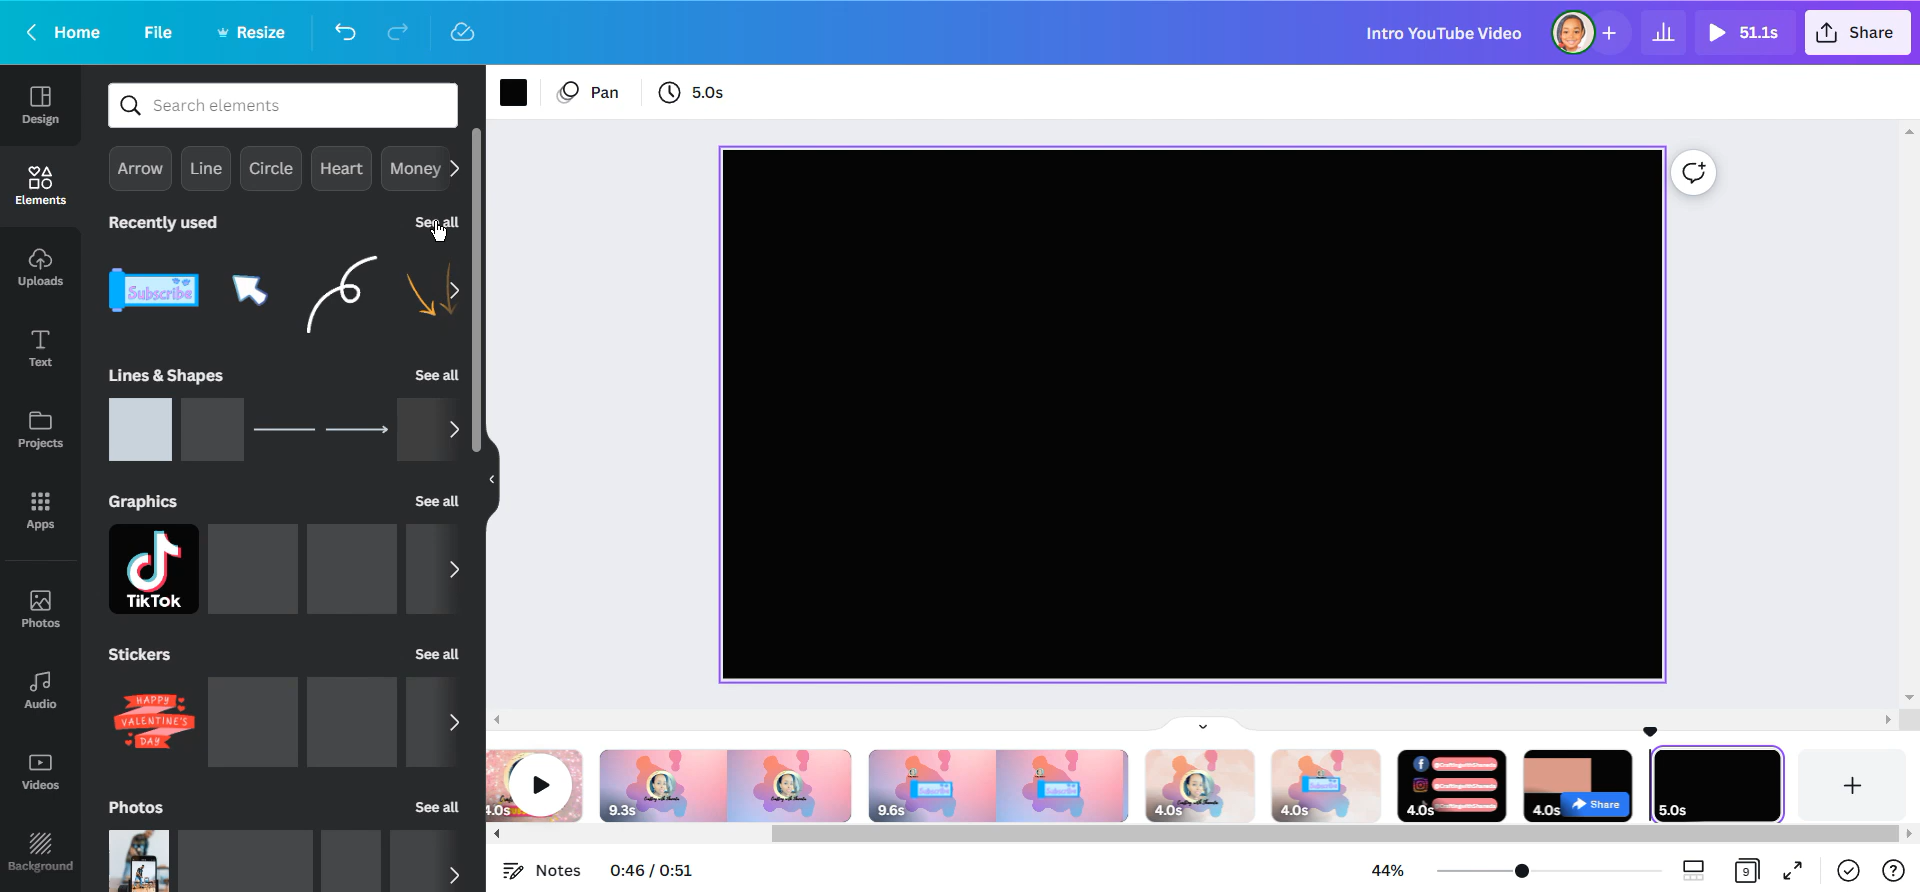 Home
File
Resize
Intro YouTube Video
51.1s
Share
Design
Elements
Uploads
Text
Projects
Apps
Photos
Audio
Videos
Background
Search elements
Arrow
Line
Circle
Heart
Money
Recently used
See all
Subscribe
Lines & Shapes
See all
Graphics
See all
TikTok
Stickers
See all
HAPPY
VALENTINE'S
DAY
Photos
See all
Pan
5.0s
4.0s
9.3s
9.6s
Subscribe
Subscribe
4.0s
4.0s
Subscribe
4.0s
4.0s
Share
5.0s
Notes
0:46 / 0:51
44%
9